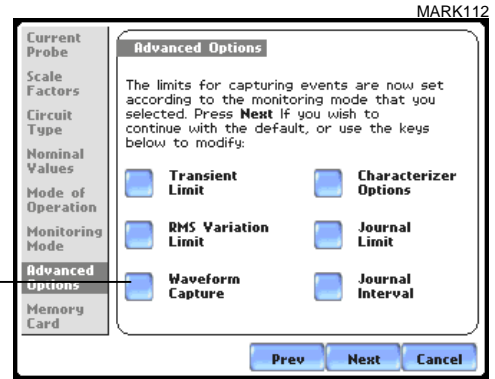 MARK112
Current
Probe
Scale
Factors
Circuit
Type
Nominal
Values
Mode of
Operation
Monitoring
Mode
Advanced
Options
Memory
Card
Advanced Options
The limits for capturing events are now set
according to the monitoring mode that you
selected. Press Next If you wish to
continue with the default, or use the keys
below to modify:
Transient
Limit
Characterizer
Options
RMS Variation
Limit
Journal
Limit
Waveform
Capture
Journal
Interval
Prev
Next
Cancel